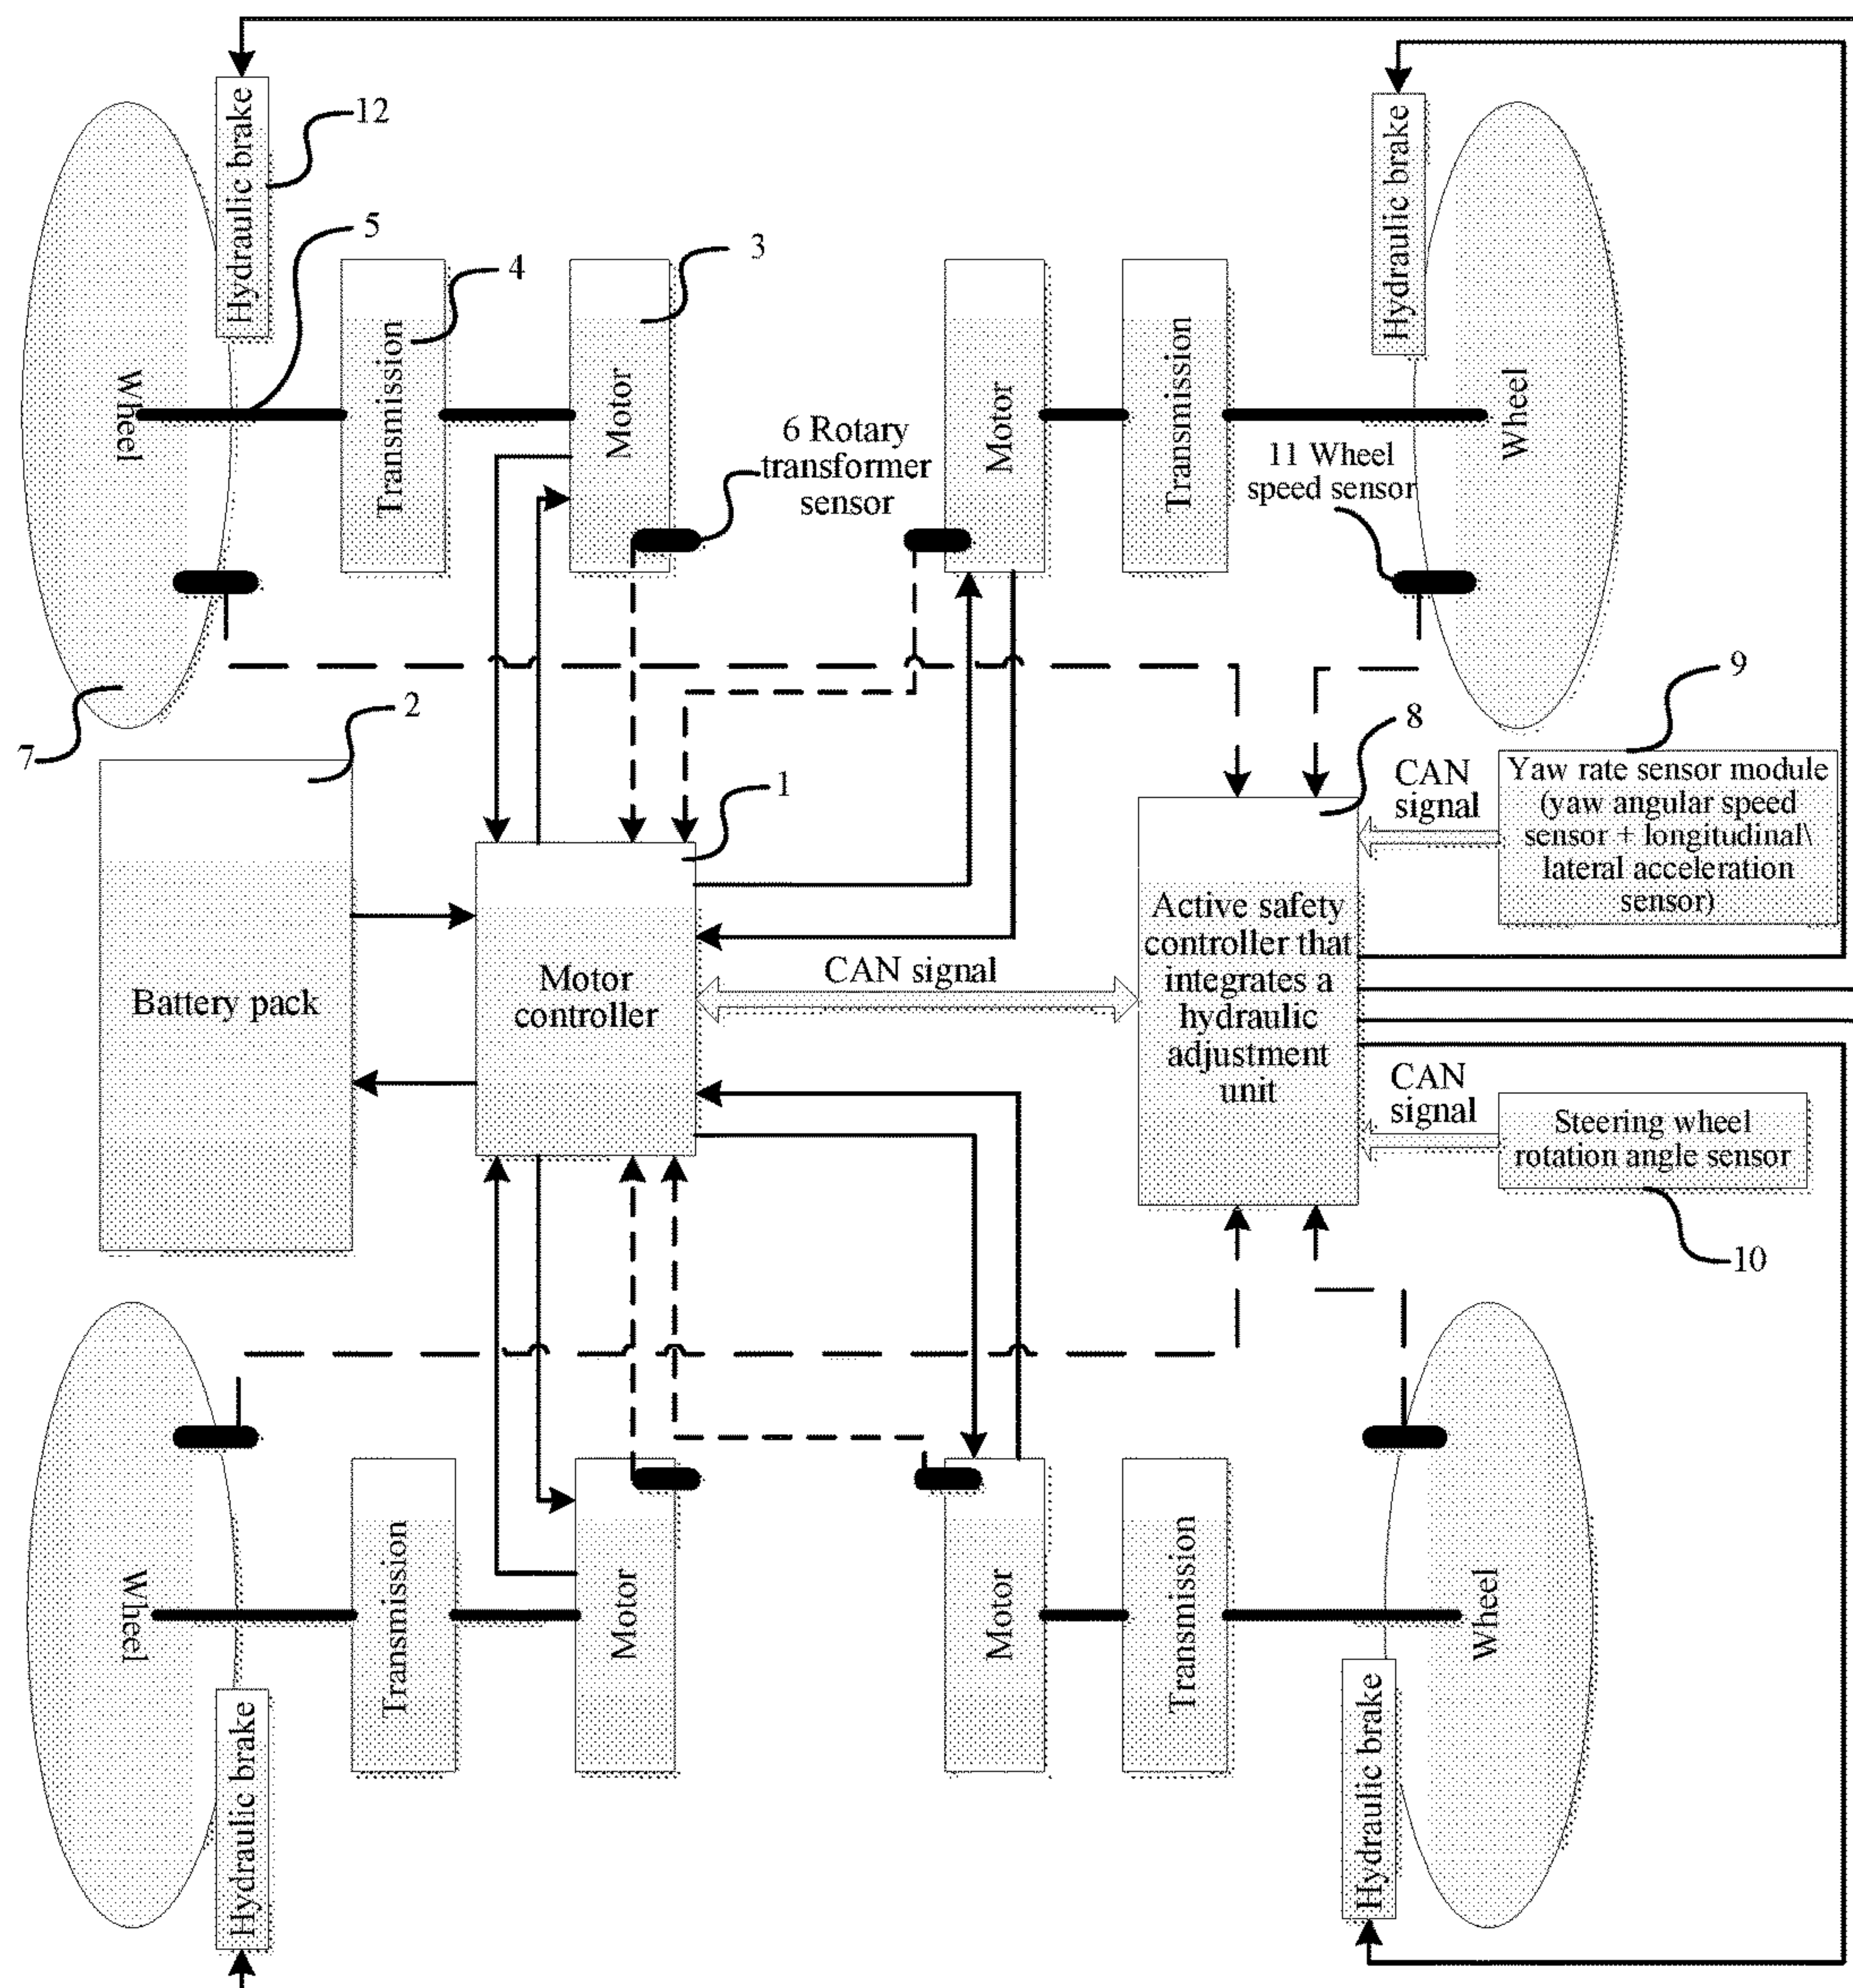 Hydraulic brake
12
Hydraulic brake
5
4
3
Wheel
Transmission
Motor
6 Rotary
transformer
sensor
Motor
Transmission
11 Wheel
speed sensor
Wheel
7
2
1
8
9
CAN
signal
Yaw rate sensor module
(yaw angular speed
sensor + longitudinal\
lateral acceleration
sensor)
Battery pack
Motor
controller
CAN signal
Active safety
controller that
integrates a
hydraulic
adjustment
unit
CAN
signal
Steering wheel
rotation angle sensor
10
Wheel
Transmission
Motor
Motor
Transmission
Wheel
Hydraulic brake
Hydraulic brake